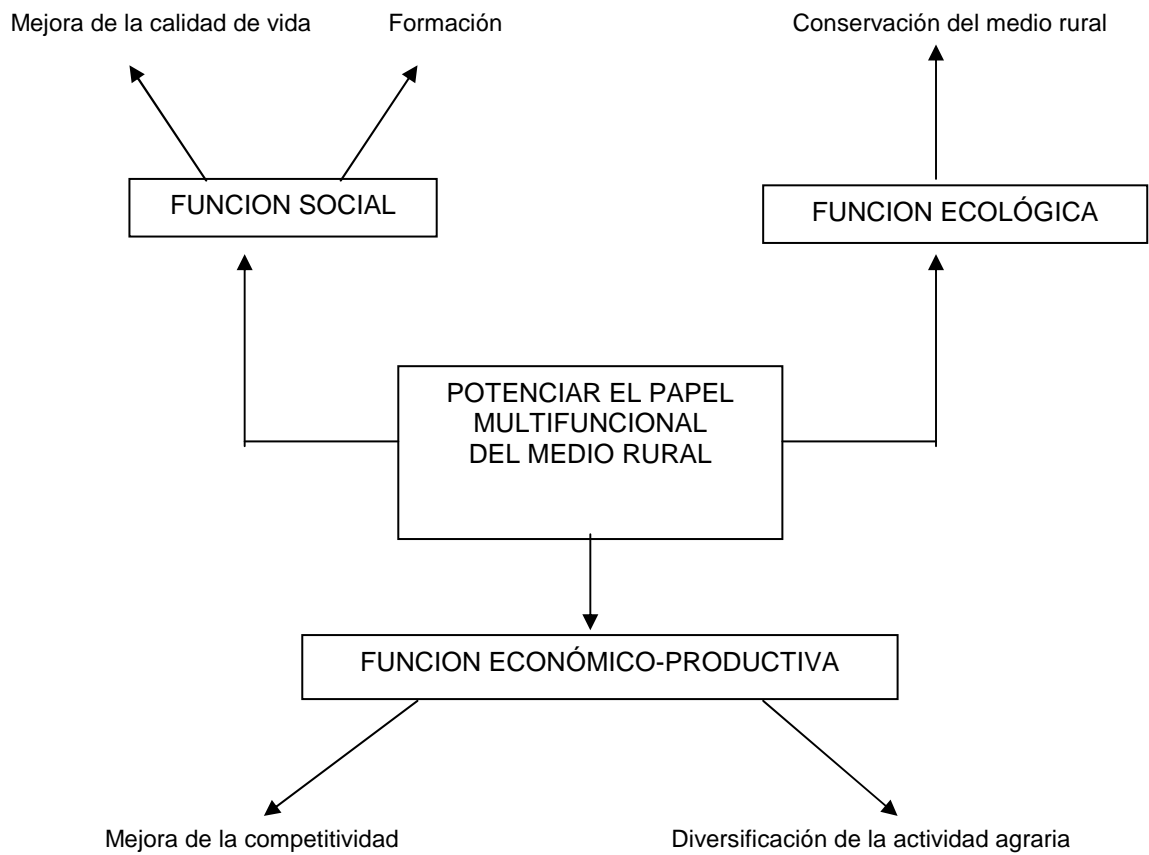 Mejora de la calidad de vida
Formación
Conservación del medio rural
FUNCION SOCIAL
FUNCION ECOLÓGICA
POTENCIAR EL PAPEL
MULTIFUNCIONAL
DEL MEDIO RURAL
FUNCION ECONÓMICO-PRODUCTIVA
Mejora de la competitividad
Diversificación de la actividad agraria